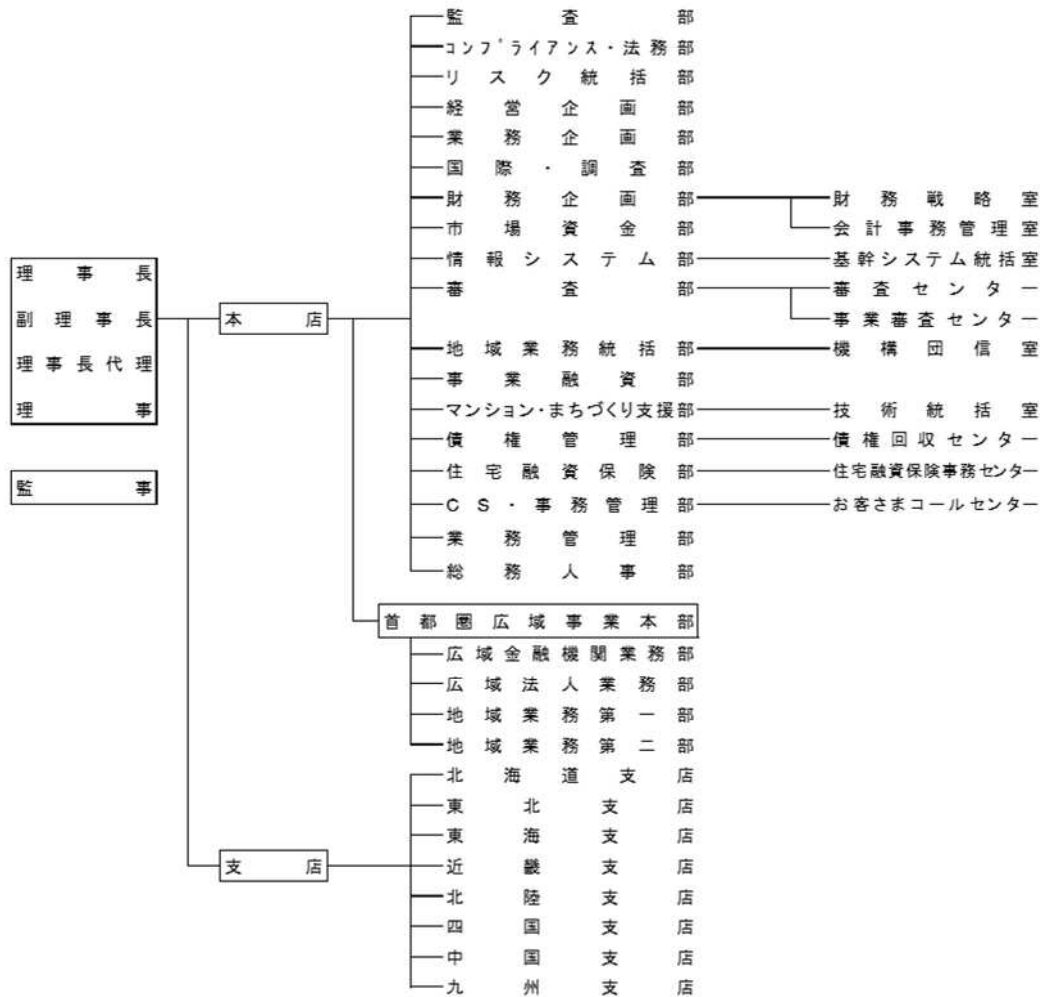 監査部
コンプライアンス・法務部
リスク統括部
経営企画部
業務企画部
国際・調査部
財務企画部 財務戦略室
市場資金部 会計事務管理室
情報システム部 基幹システム統括室
審査部 審査センター
事業審査センター
理事長
副理事長
理事長代理
理事
監事
本店
地域業務統括部 機構団信室
事業融資部
マンション・まちづくり支援部 技術統括室
債権管理部 債権回収センター
住宅融資保険部 住宅融資保険事務センター
CS・事務管理部 お客さまコールセンター
業務管理部
総務人事部
首都圏広域事業本部
広域金融機関業務部
広域法人業務部
地域業務第一部
地域業務第二部
支店
北海道支店
東北支店
東海支店
近畿支店
北陸支店
四国支店
中国支店
九州支店